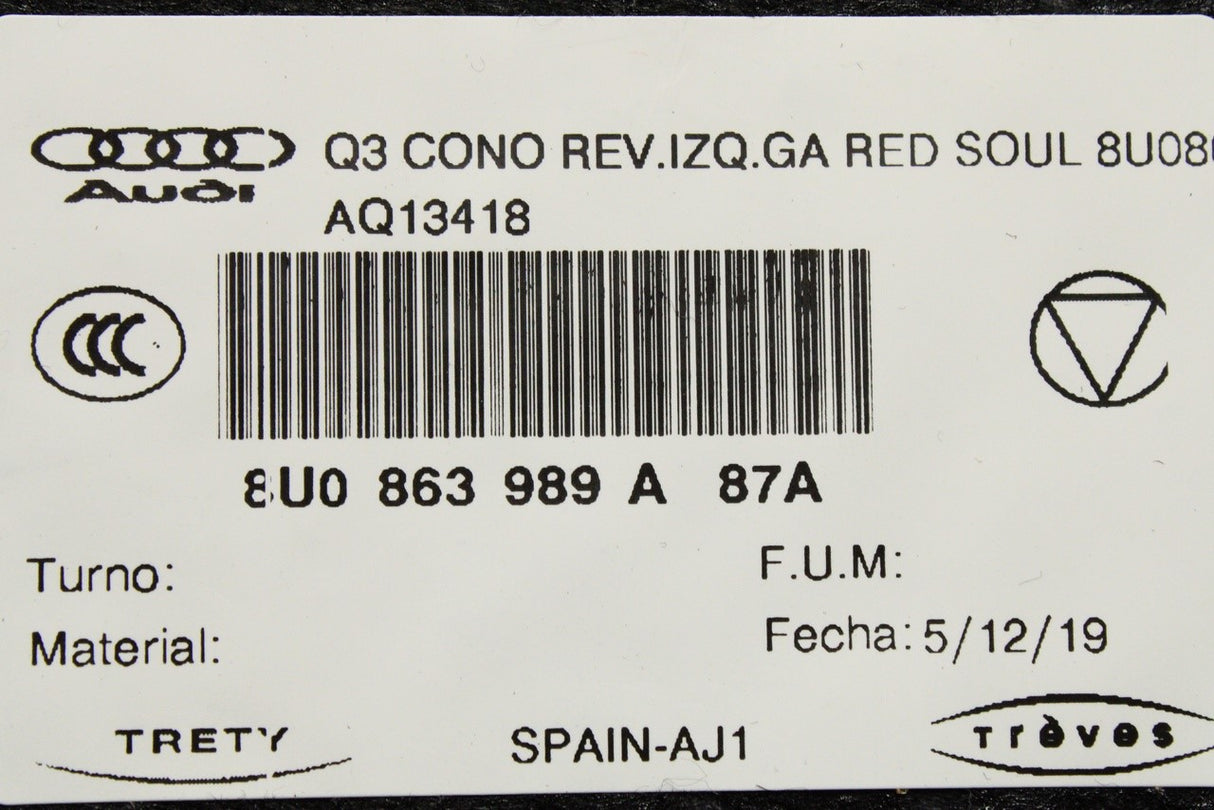 Audi
Q3 CONO REV.IZQ.GA RED SOUL
AQ13418
CCC
8U0 863 989 A 87A
Turno:
F.U.M:
Material:
Fecha: 5/12/19
TRETY
SPAIN-AJ1
Trèves